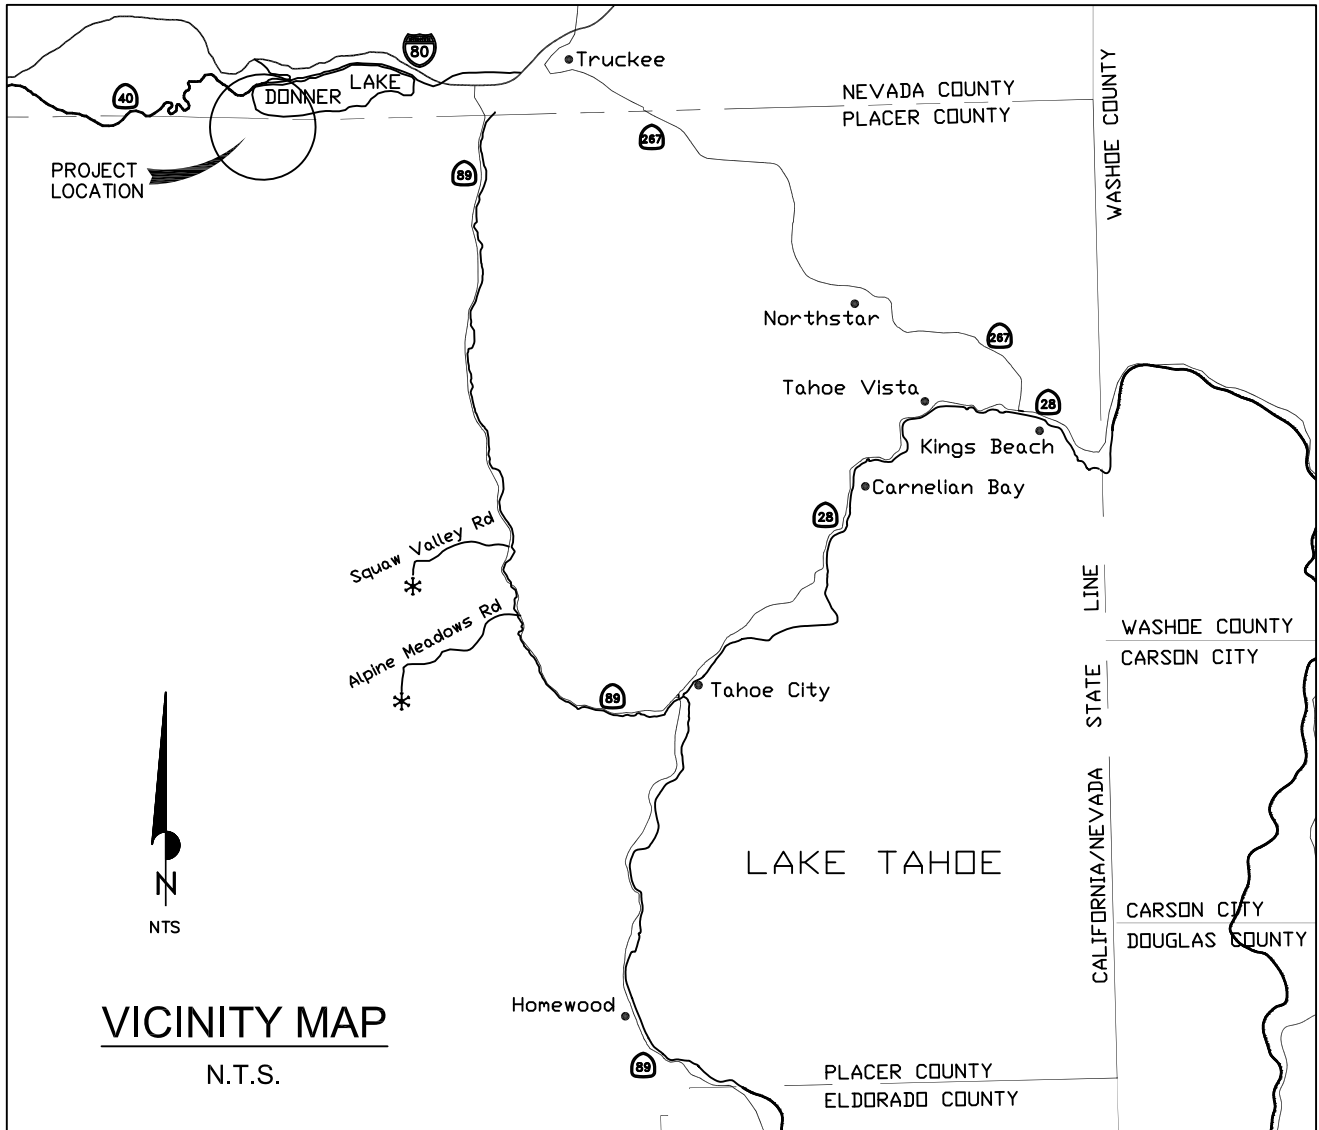 80
Truckee
LAKE
DONNER
40
NEVADA COUNTY
PLACER COUNTY
WASHOE COUNTY
267
PROJECT
LOCATION
89
Northstar
267
Tahoe Vista
28
Kings Beach
Carnelian Bay
28
Squaw Valley Rd
Alpine Meadows Rd
CALIFORNIA/NEVADA STATE LINE
WASHOE COUNTY
CARSON CITY
89
Tahoe City
LAKE TAHOE
N
NTS
CARSON CITY
DOUGLAS COUNTY
Homewood
VICINITY MAP
N.T.S.
89
PLACER COUNTY
ELDORADO COUNTY